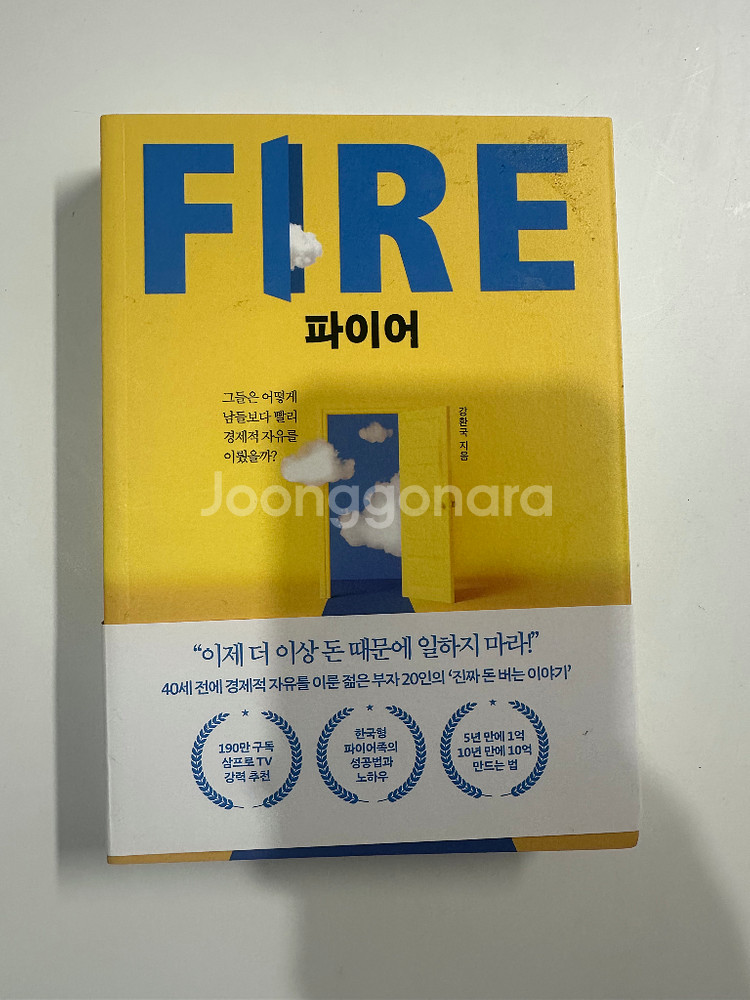 FIRE
파이어
그들은 어떻게
남들보다 빨리
경제적 자유를
이뤘을까?
강환국 지음
Joonggonara
“이제 더 이상 돈 때문에 일하지 마라!”
40세 전에 경제적 자유를 이룬 젊은 부자 20인의 ‘진짜 돈 버는 이야기’
190만 구독
삼프로 TV
강력 추천
한국형
파이어족의
성공법과
노하우
5년 만에 1억
10년 만에 10억
만드는 법